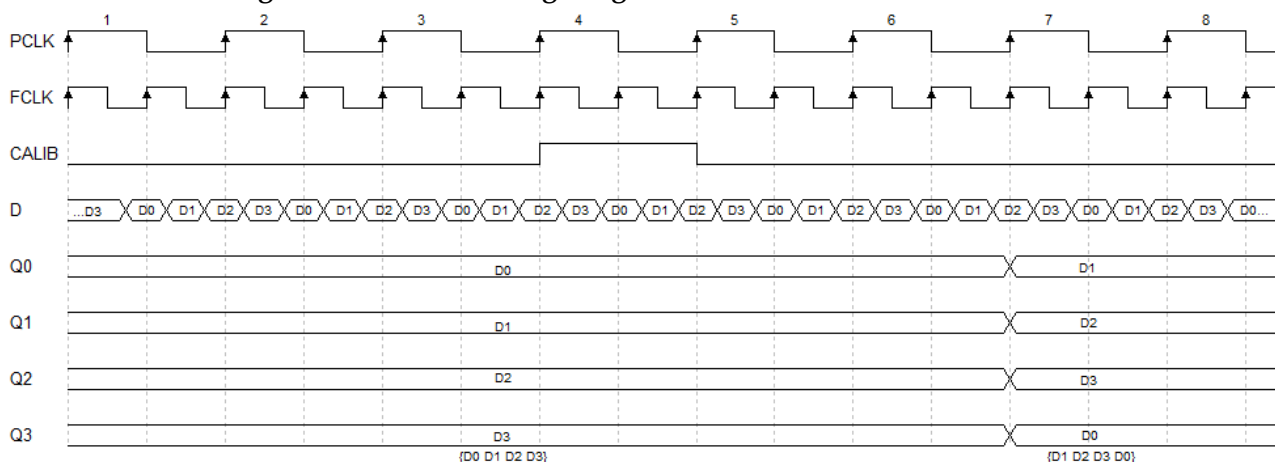 1 2 3 4 5 6 7 8
PCLK
FCLK
CALIB
D ...D3 D0 D1 D2 D3 D0 D1 D2 D3 D0 D1 D2 D3 D0 D1 D2 D3 D0 D1 D2 D3 D0 D1 D2 D3 D0 D1 D2 D3 D0...
Q0 D0 D1
Q1 D1 D2
Q2 D2 D3
Q3 D3 D0
{D0 D1 D2 D3} {D1 D2 D3 D0}